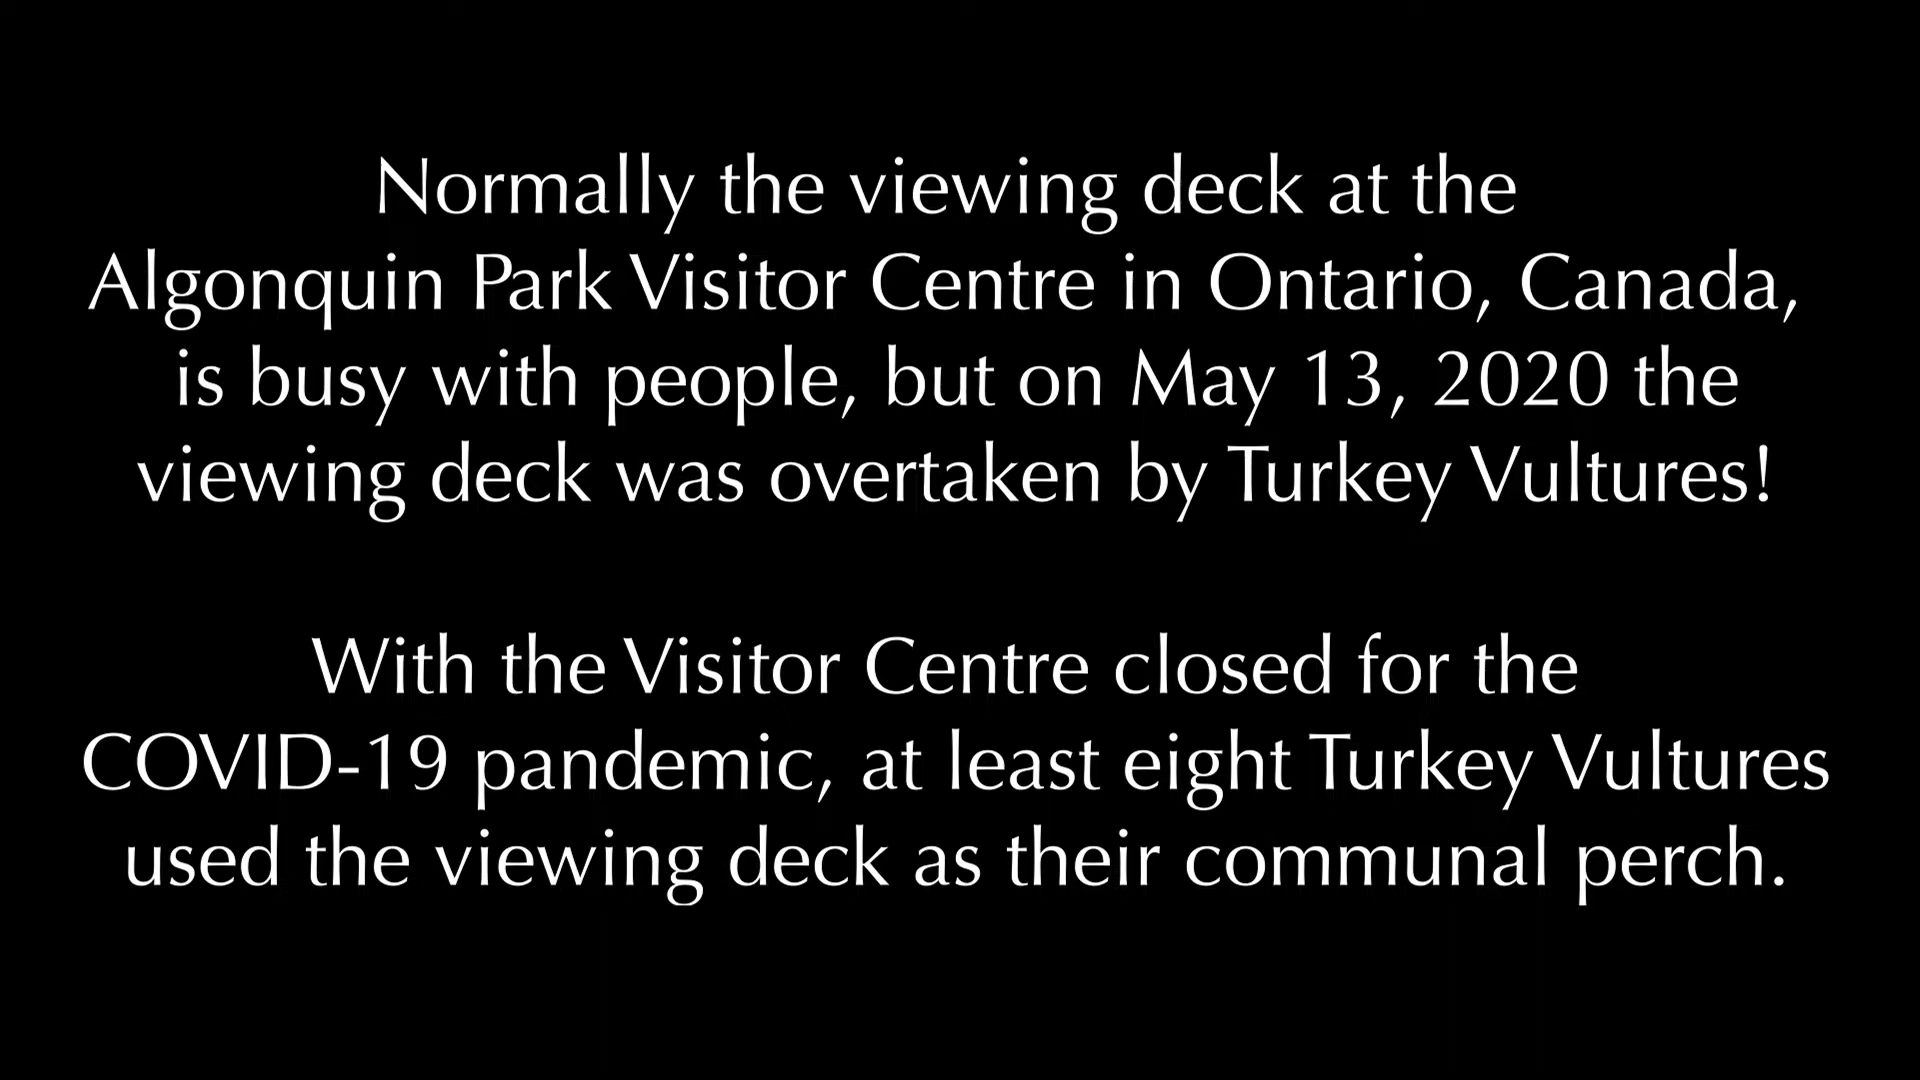 Normally the viewing deck at the
Algonquin Park Visitor Centre in Ontario, Canada,
is busy with people, but on May 13, 2020 the
viewing deck was overtaken by Turkey Vultures!
With the Visitor Centre closed for the
COVID-19 pandemic, at least eight Turkey Vultures
used the viewing deck as their communal perch.